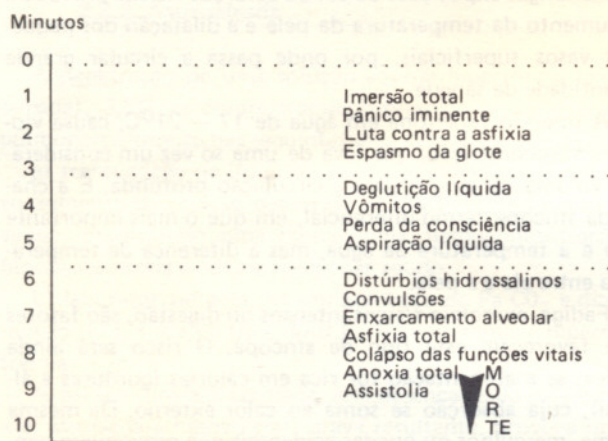 Minutos
0
1
Imersão total
Pânico iminente
2
Luta contra a asfixia
Espasmo da glote
3
4
Deglutição líquida
Vômitos
Perda da consciência
5
Aspiração líquida
6
Distúrbios hidrossalinos
Convulsões
7
Enxarcamento alveolar
Asfixia total
8
Colápso das funções vitais
Anoxia total M
9
Assistolia O
R
10
TE